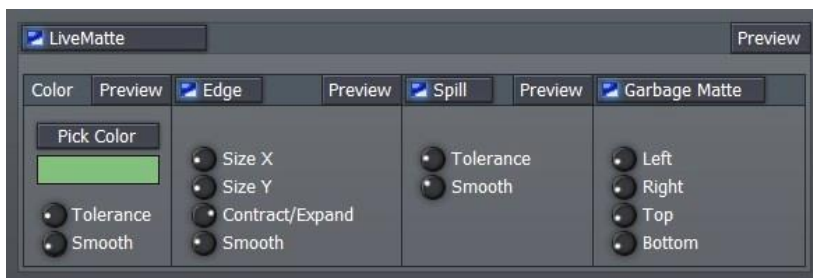 LiveMatte Preview
Color Preview Edge Preview Spill Preview Garbage Matte
Pick Color
Tolerance
Smooth
Size X
Size Y
Contract/Expand
Smooth
Tolerance
Smooth
Left
Right
Top
Bottom